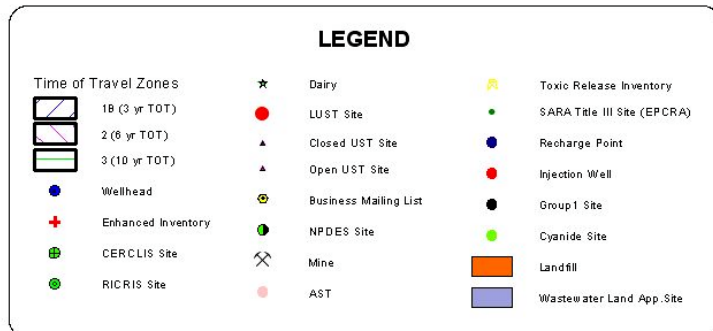 LEGEND
Time of Travel Zones
1B (3 yr TOT)
2 (6 yr TOT)
3 (10 yr TOT)
Wellhead
Enhanced Inventory
CERCLIS Site
RICRIS Site
Dairy
LUST Site
Closed UST Site
Open UST Site
Business Mailing List
NPDES Site
Mine
AST
Toxic Release Inventory
SARA Title III Site (EPCRA)
Recharge Point
Injection Well
Group1 Site
Cyanide Site
Landfill
Wastewater Land App.Site